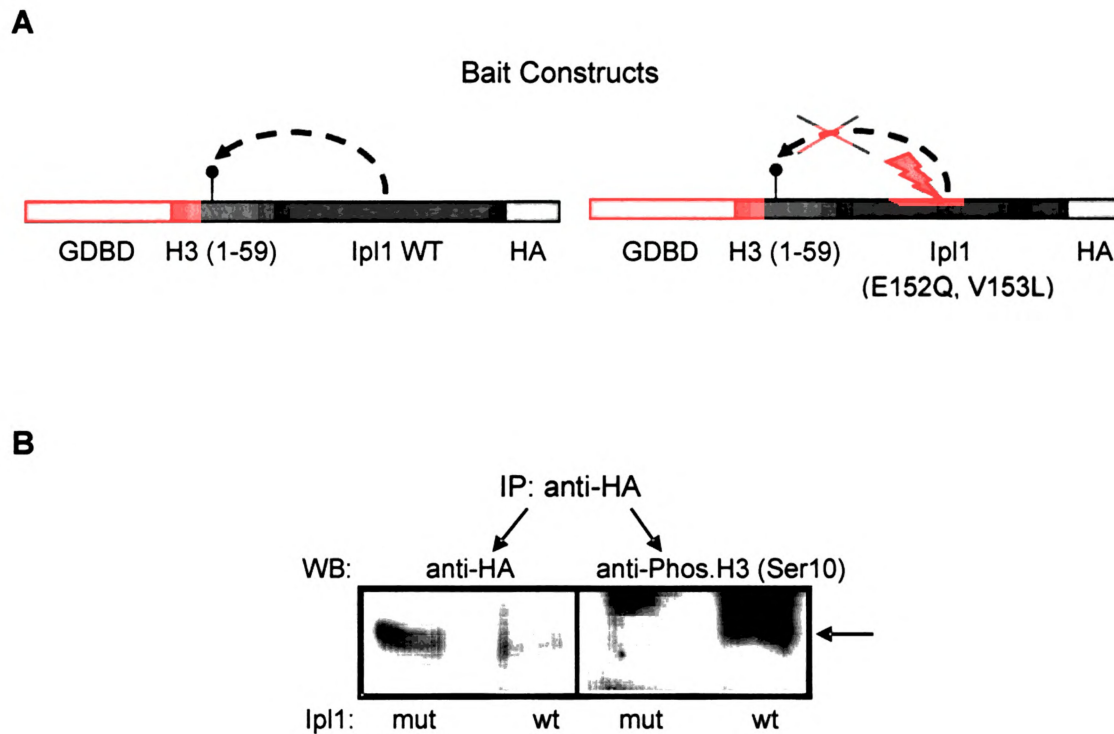 A
Bait Constructs
GDBD H3 (1-59) Ipl1 WT HA
GDBD H3 (1-59) Ipl1 HA
(E152Q, V153L)
B
IP: anti-HA
WB: anti-HA anti-Phos.H3 (Ser10)
Ipl1: mut wt mut wt